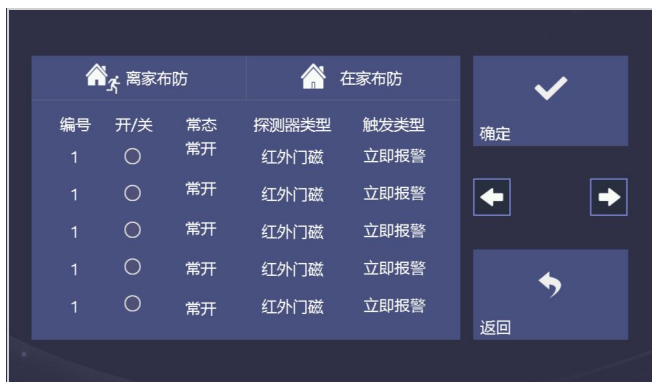 离家布防 在家布防
编号 开/关 常态 探测器类型 触发类型
1 常开 红外门磁 立即报警
1 常开 红外门磁 立即报警
1 常开 红外门磁 立即报警
1 常开 红外门磁 立即报警
1 常开 红外门磁 立即报警
确定
返回